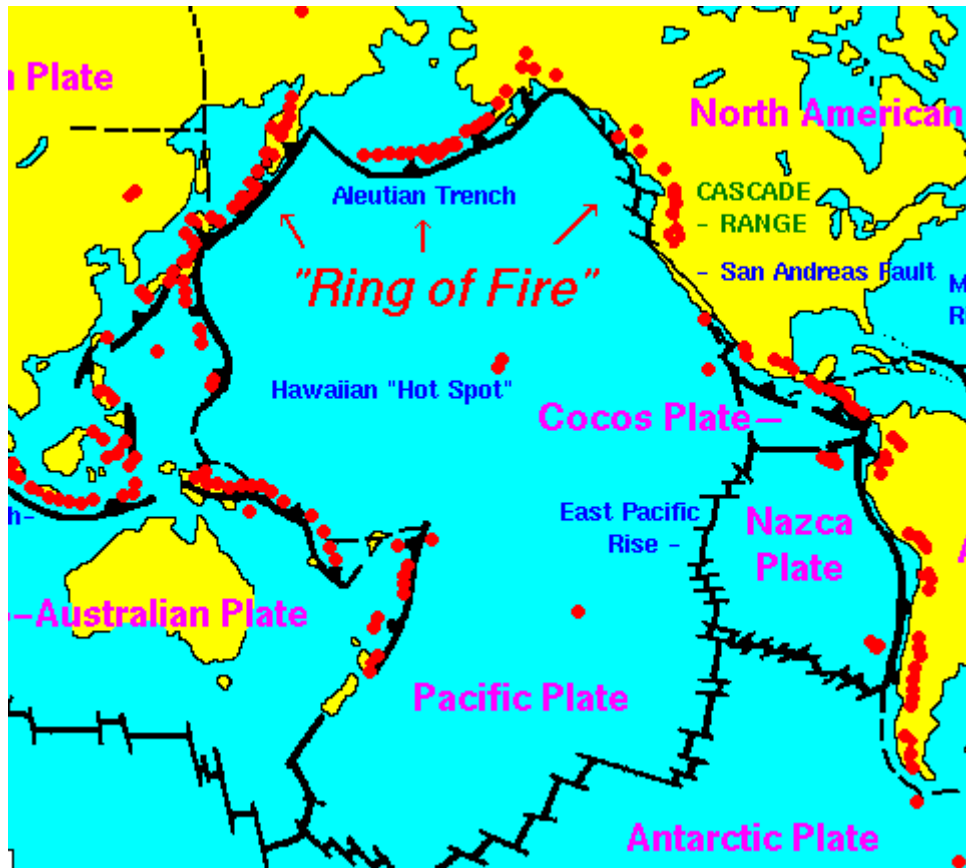 n Plate
North American
Aleutian Trench
CASCADE
- RANGE
"Ring of Fire"
- San Andreas Fault
M
R
Hawaiian "Hot Spot"
Cocos Plate—
h-
East Pacific
Rise -
Nazca
Plate
A
-–Australian Plate
Pacific Plate
Antarctic Plate